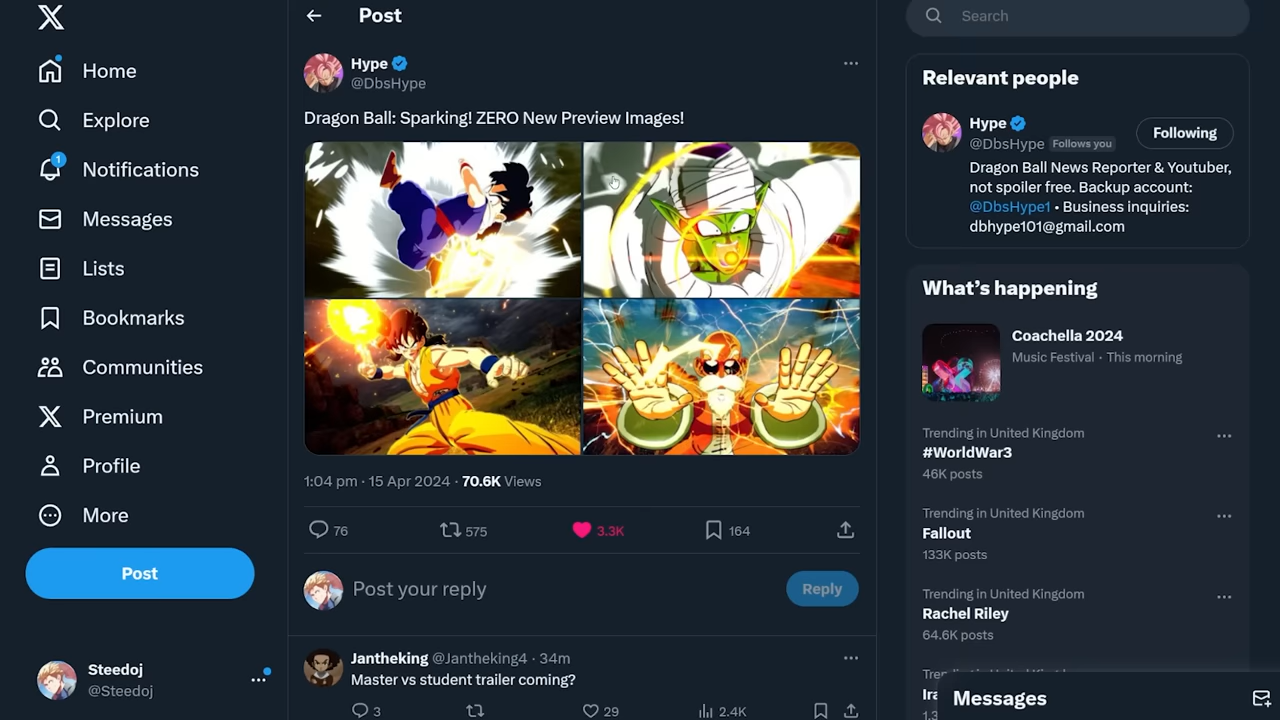 Home
Explore
1
Notifications
Messages
Lists
Bookmarks
Communities
Premium
Profile
More
Post
Steedoj
@Steedoj
Post
Hype
@DbsHype
Dragon Ball: Sparking! ZERO New Preview Images!
1:04 pm · 15 Apr 2024 · 70.6K Views
76
575
3.3K
164
Post your reply
Reply
Jantheking @Jantheking4 · 34m
Master vs student trailer coming?
3
29
2.4K
Search
Relevant people
Hype
@DbsHype Follows you
Following
Dragon Ball News Reporter & Youtuber,
not spoiler free. Backup account:
@DbsHype1 • Business inquiries:
dbhype101@gmail.com
What's happening
Coachella 2024
Music Festival · This morning
Trending in United Kingdom
#WorldWar3
46K posts
Trending in United Kingdom
Fallout
133K posts
Trending in United Kingdom
Rachel Riley
64.6K posts
Messages